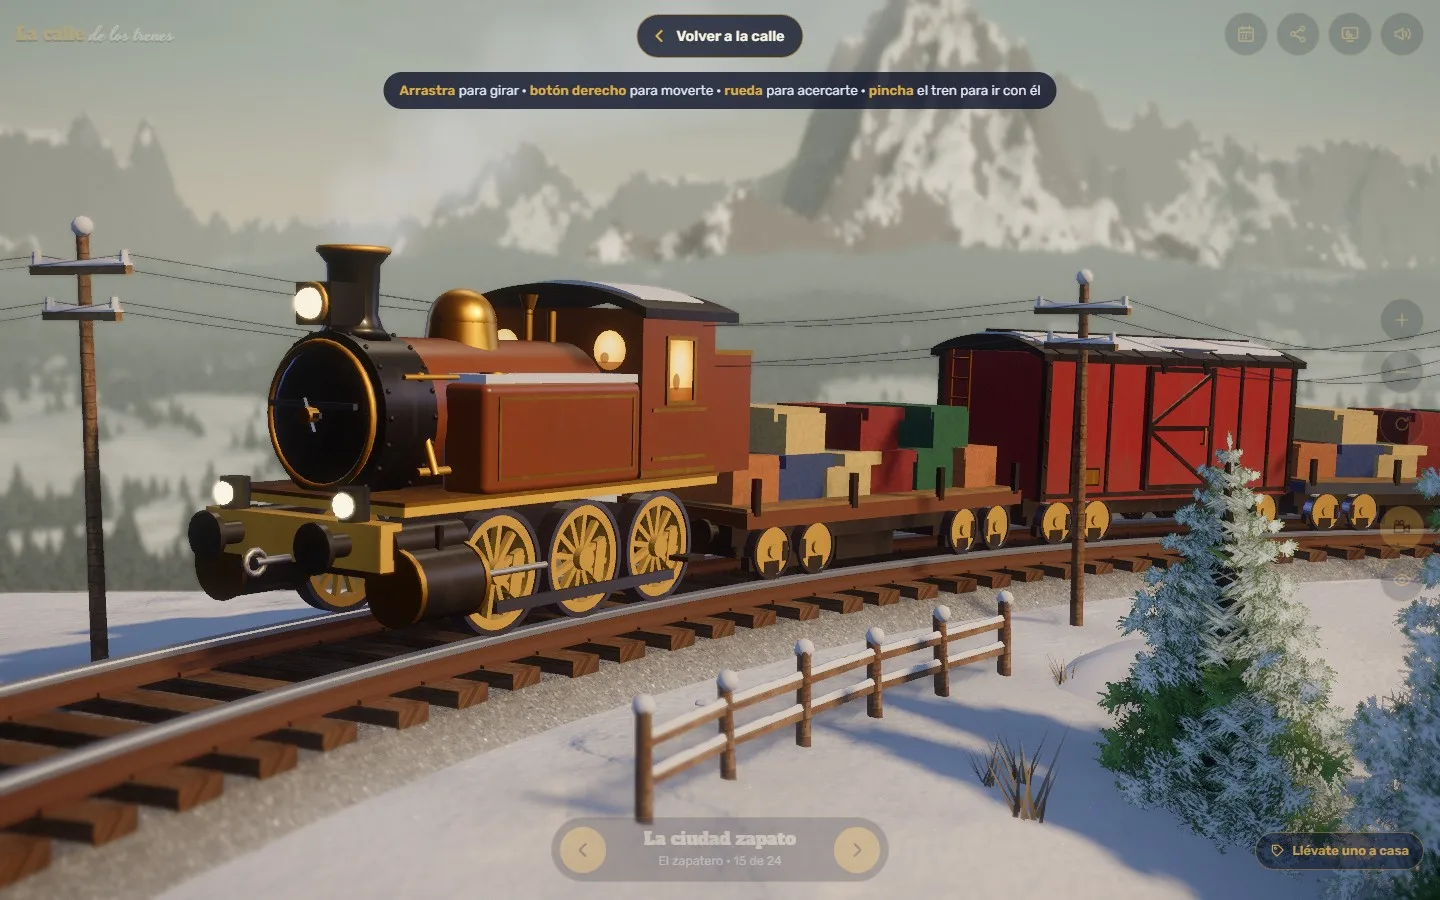 La calle de los trenes
Volver a la calle
Arrastra para girar • botón derecho para moverte • rueda para acercarte • pincha el tren para ir con él
La ciudad zapato
El zapatero • 15 de 24
Llévate uno a casa